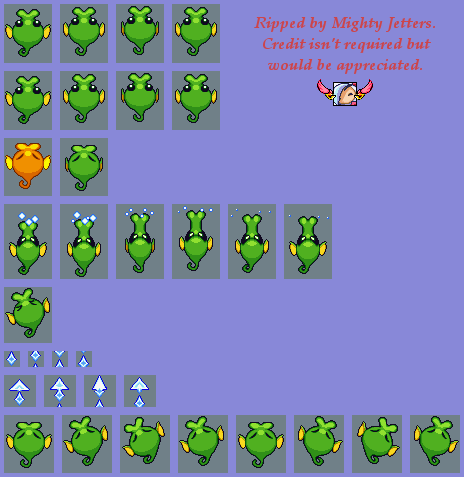 Ripped by Mighty Jetters.
Credit isn't required but
would be appreciated.